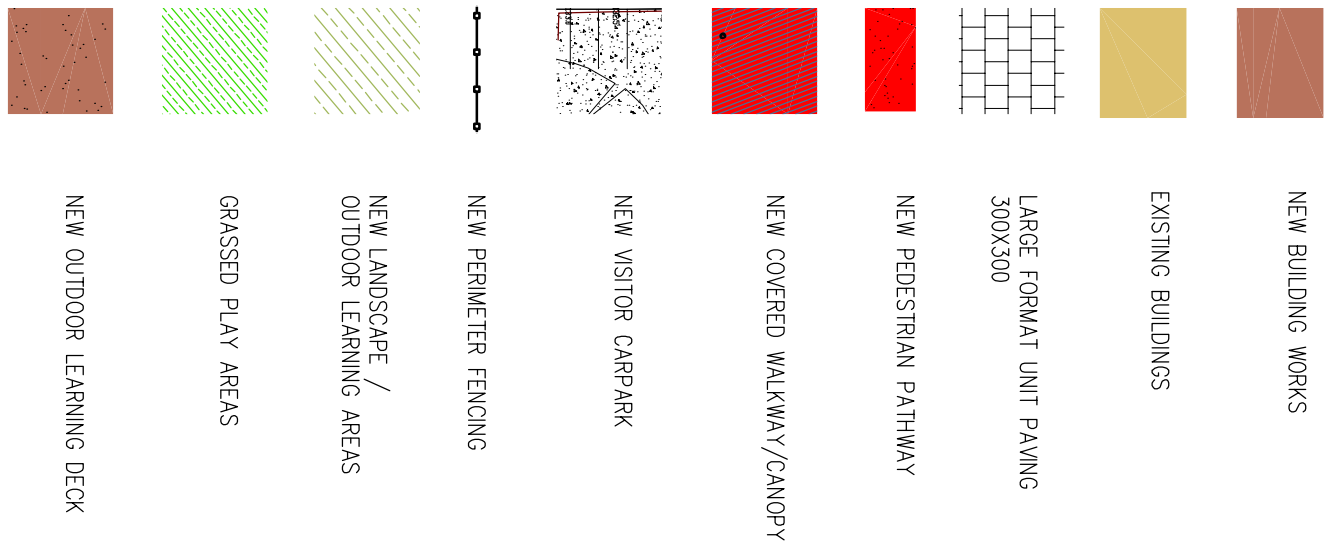 NEW BUILDING WORKS
EXISTING BUILDINGS
LARGE FORMAT UNIT PAVING
300X300
NEW PEDESTRIAN PATHWAY
NEW COVERED WALKWAY/CANOPY
NEW VISITOR CARPARK
NEW PERIMETER FENCING
NEW LANDSCAPE /
OUTDOOR LEARNING AREAS
GRASSED PLAY AREAS
NEW OUTDOOR LEARNING DECK